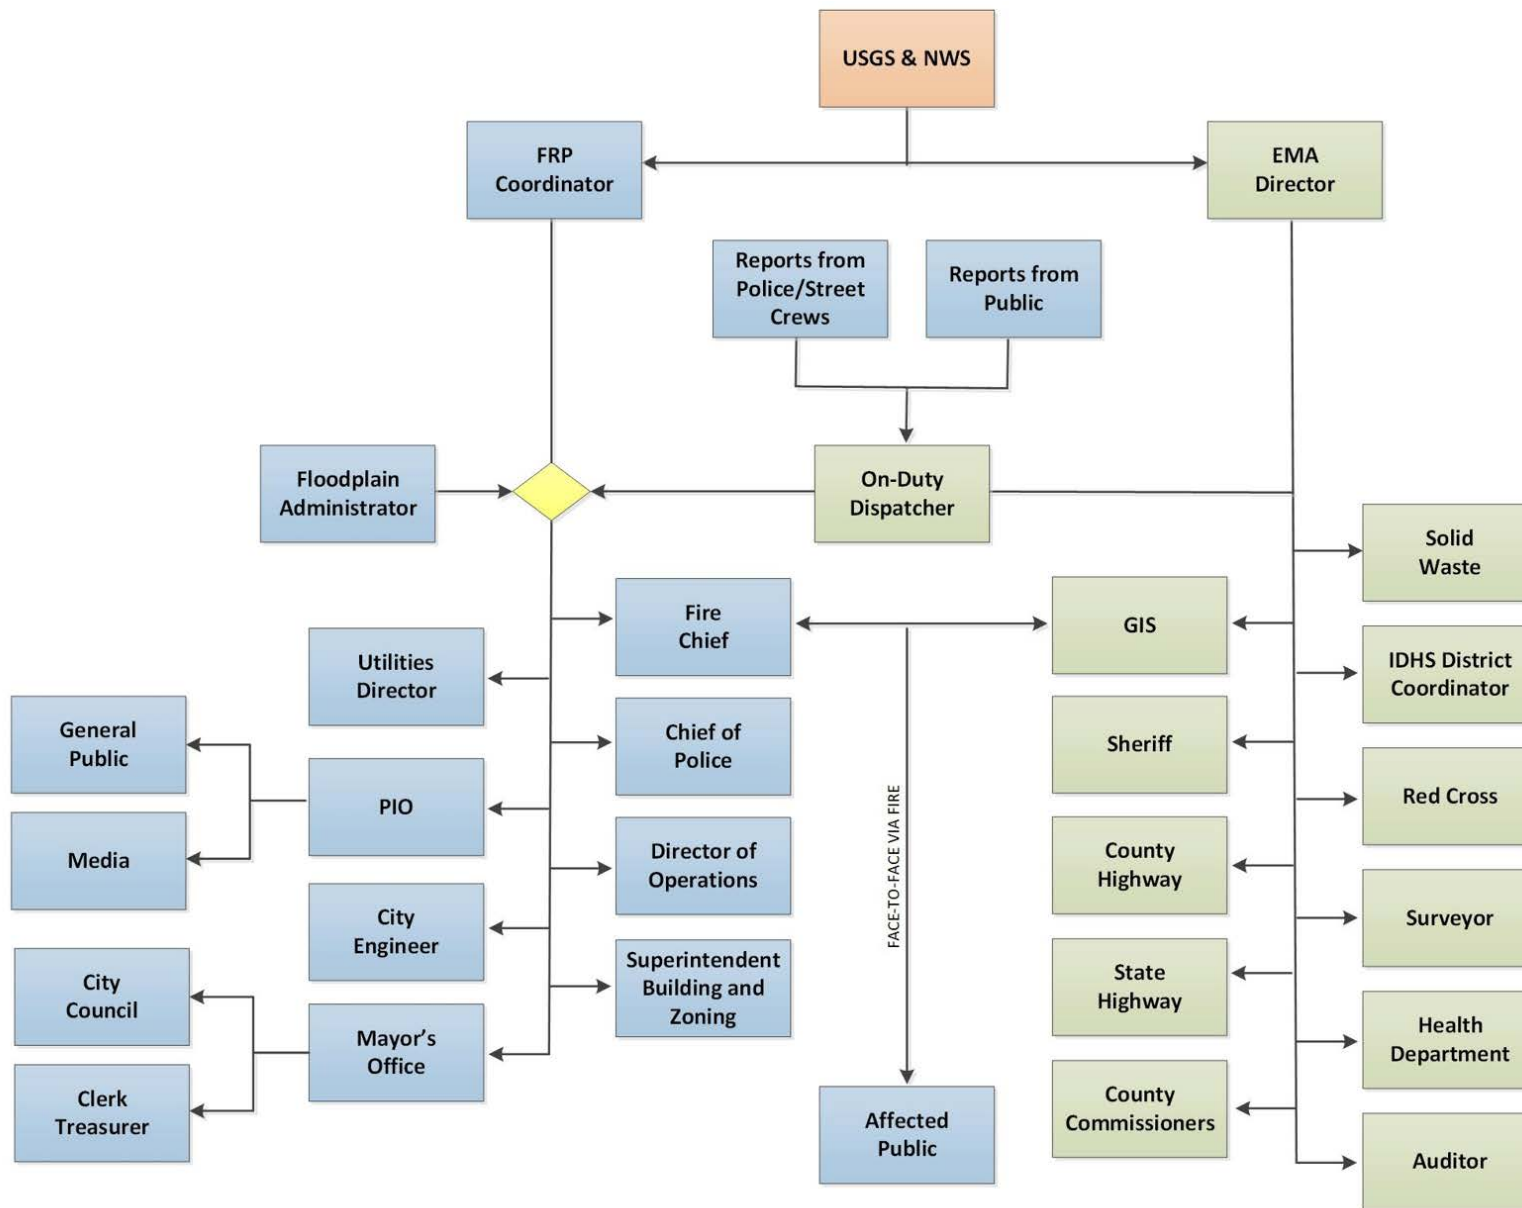 USGS & NWS
FRP
Coordinator
EMA
Director
Reports from
Police/Street
Crews
Reports from
Public
Floodplain
Administrator
On-Duty
Dispatcher
Solid
Waste
Fire
Chief
GIS
Utilities
Director
IDHS District
Coordinator
General
Public
Chief of
Police
Sheriff
PIO
Red Cross
Media
Director of
Operations
FACE-TO-FACE VIA FIRE
County
Highway
City
Engineer
Surveyor
City
Council
Superintendent
Building and
Zoning
State
Highway
Mayor’s
Office
Health
Department
Clerk
Treasurer
Affected
Public
County
Commissioners
Auditor